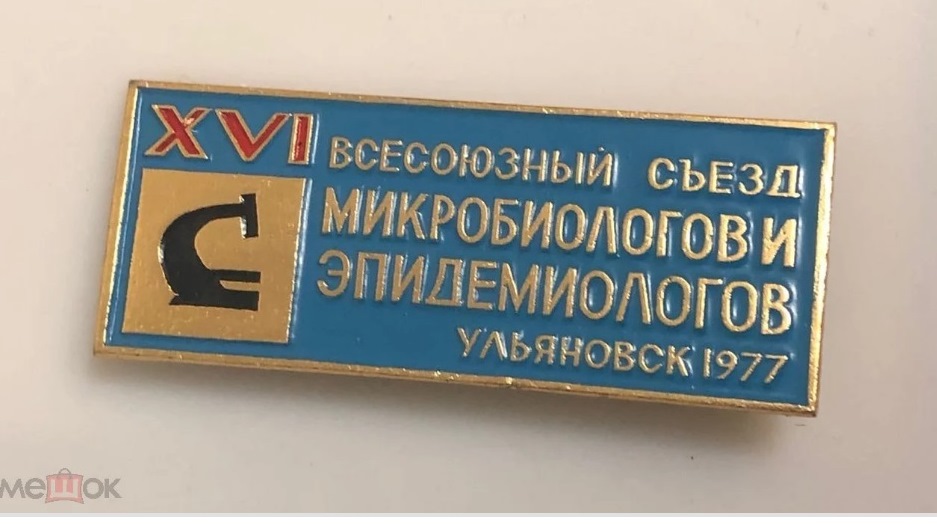 XVI
ВСЕСОЮЗНЫЙ СЪЕЗД
МИКРОБИОЛОГОВ И
ЭПИДЕМИОЛОГОВ
УЛЬЯНОВСК 1977
мешок